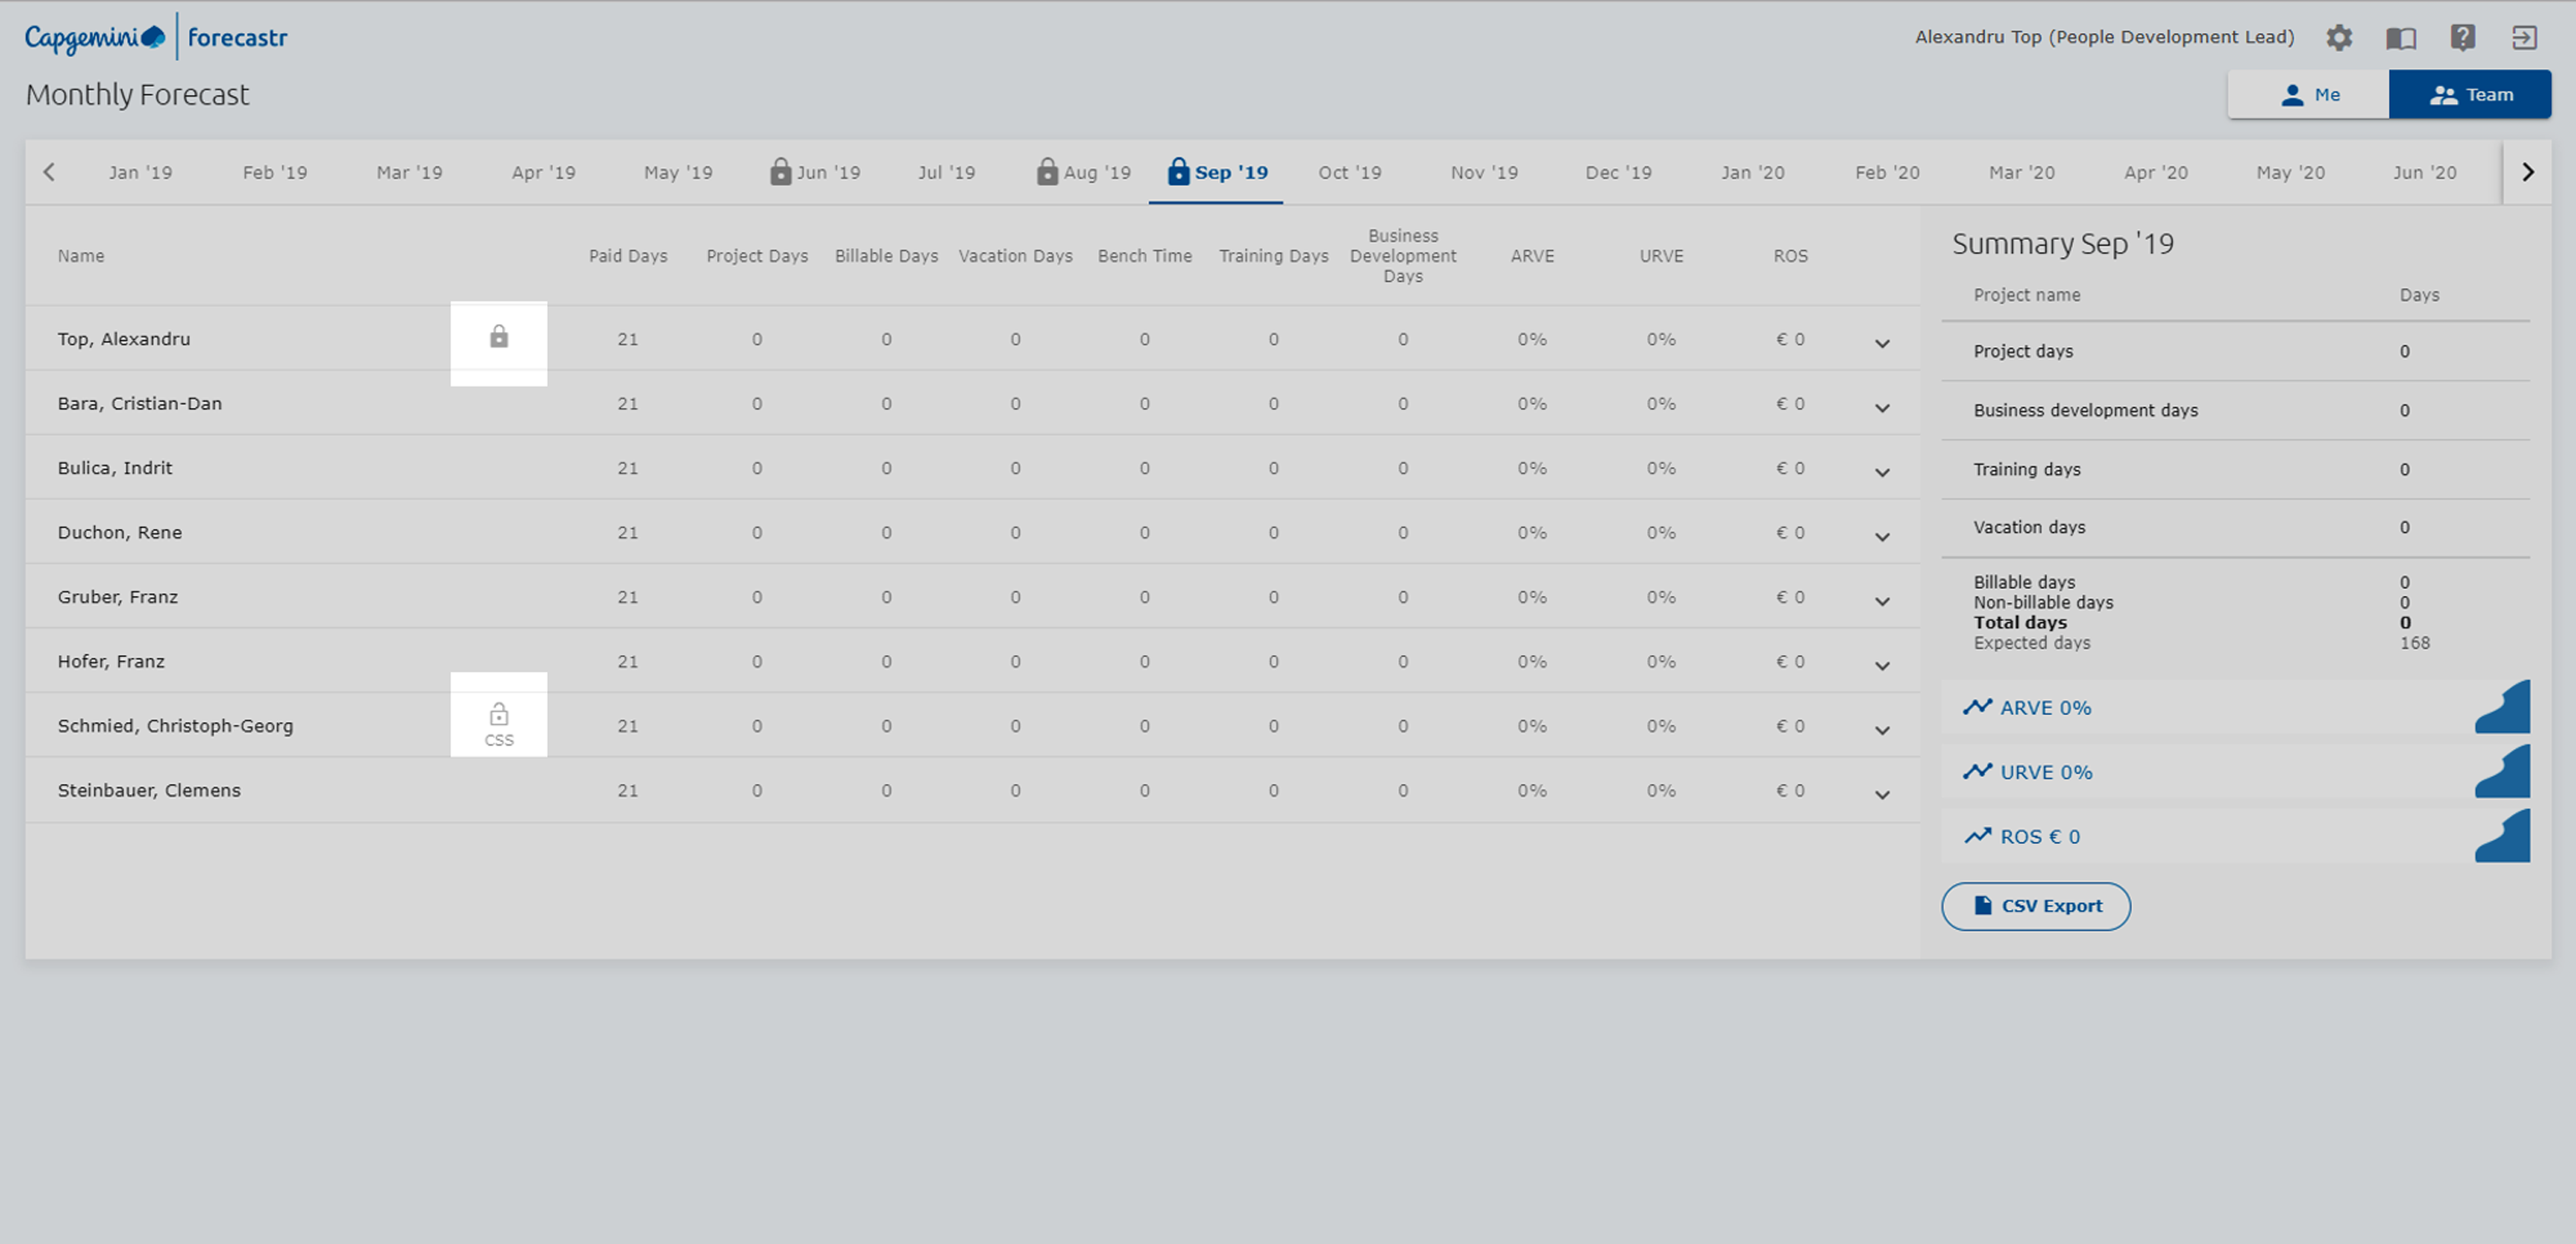 Capgemini forecastr
Alexandru Top (People Development Lead)
Monthly Forecast
Me Team
Jan '19 Feb '19 Mar '19 Apr '19 May '19 Jun '19 Jul '19 Aug '19 Sep '19 Oct '19 Nov '19 Dec '19 Jan '20 Feb '20 Mar '20 Apr '20 May '20 Jun '20
Name Paid Days Project Days Billable Days Vacation Days Bench Time Training Days Business Development Days ARVE URVE ROS
Top, Alexandru 21 0 0 0 0 0 0 0% 0% € 0
Bara, Cristian-Dan 21 0 0 0 0 0 0 0% 0% € 0
Bulica, Indrit 21 0 0 0 0 0 0 0% 0% € 0
Duchon, Rene 21 0 0 0 0 0 0 0% 0% € 0
Gruber, Franz 21 0 0 0 0 0 0 0% 0% € 0
Hofer, Franz 21 0 0 0 0 0 0 0% 0% € 0
Schmied, Christoph-Georg CSS 21 0 0 0 0 0 0 0% 0% € 0
Steinbauer, Clemens 21 0 0 0 0 0 0 0% 0% € 0
Summary Sep '19
Project name Days
Project days 0
Business development days 0
Training days 0
Vacation days 0
Billable days 0
Non-billable days 0
Total days 0
Expected days 168
ARVE 0%
URVE 0%
ROS € 0
CSV Export